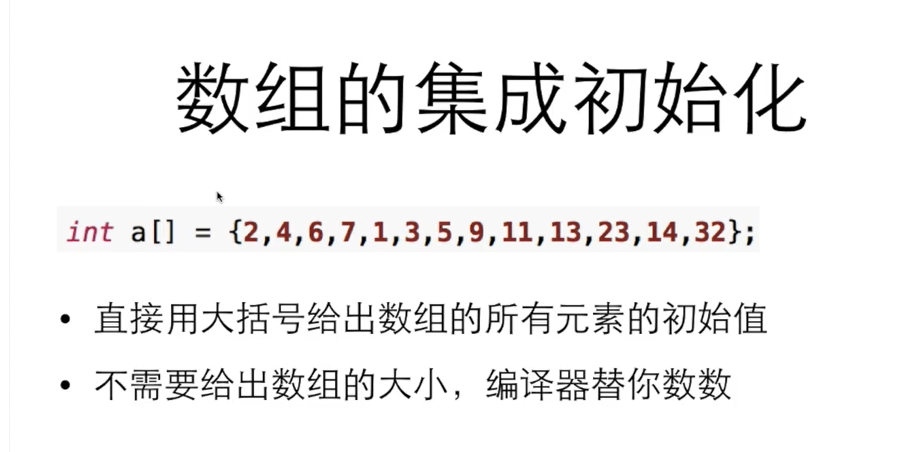 数组的集成初始化
int a[] = {2,4,6,7,1,3,5,9,11,13,23,14,32};
• 直接用大括号给出数组的所有元素的初始值
• 不需要给出数组的大小，编译器替你数数